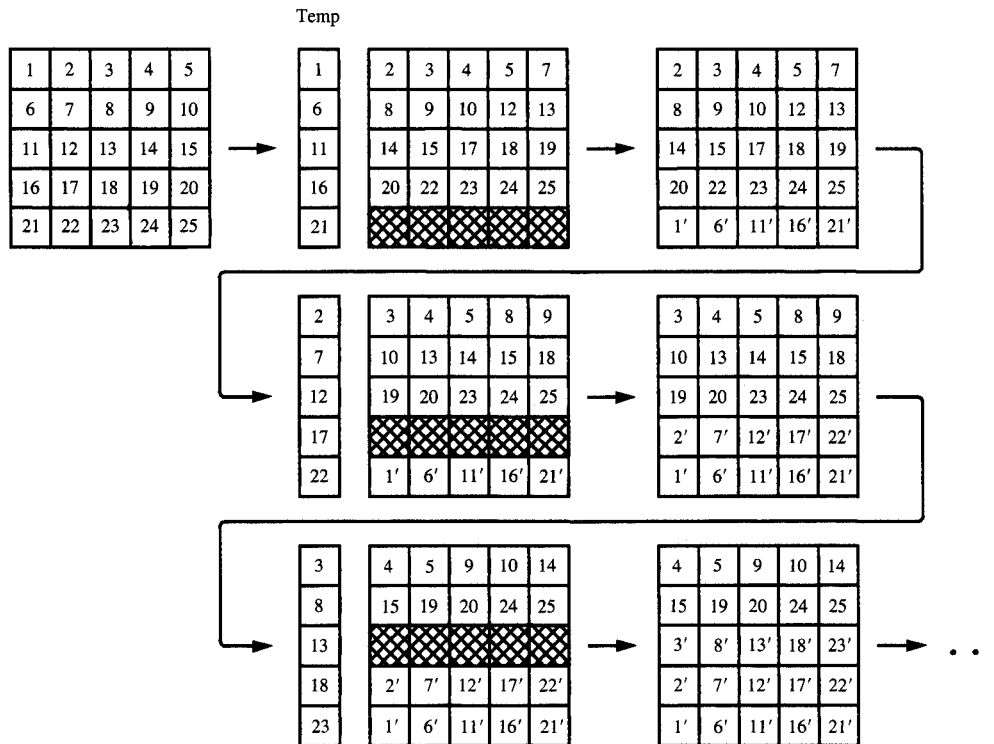 Temp
1 2 3 4 5 1 2 3 4 5 7 2 3 4 5 7
6 7 8 9 10 6 8 9 10 12 13 8 9 10 12 13
11 12 13 14 15 11 14 15 17 18 19 14 15 17 18 19
16 17 18 19 20 16 20 22 23 24 25 20 22 23 24 25
21 22 23 24 25 21 1′ 6′ 11′ 16′ 21′
2 3 4 5 8 9 3 4 5 8 9
7 10 13 14 15 18 10 13 14 15 18
12 19 20 23 24 25 19 20 23 24 25
17 2′ 7′ 12′ 17′ 22′
22 1′ 6′ 11′ 16′ 21′ 1′ 6′ 11′ 16′ 21′
3 4 5 9 10 14 4 5 9 10 14
8 15 19 20 24 25 15 19 20 24 25
13 3′ 8′ 13′ 18′ 23′ . .
18 2′ 7′ 12′ 17′ 22′ 2′ 7′ 12′ 17′ 22′
23 1′ 6′ 11′ 16′ 21′ 1′ 6′ 11′ 16′ 21′